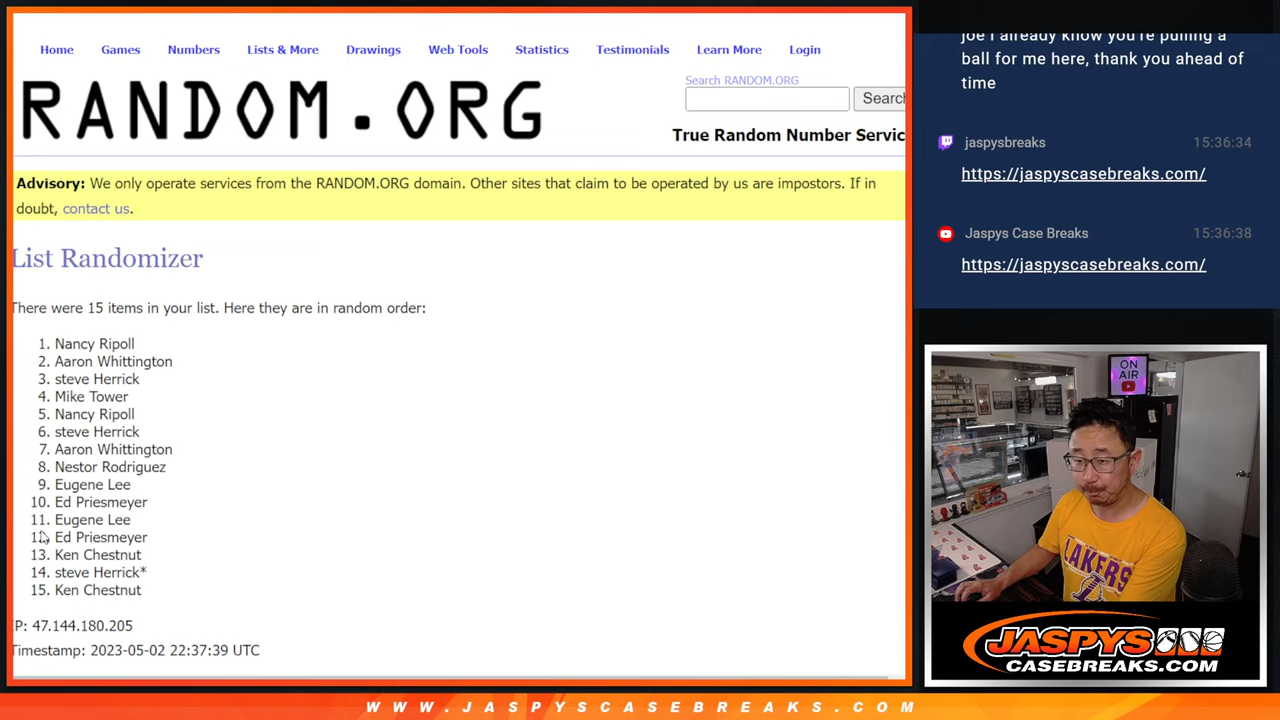 Home Games Numbers Lists & More Drawings Web Tools Statistics Testimonials Learn More Login
RANDOM.ORG
Search RANDOM.ORG
Search
True Random Number Servic
Advisory: We only operate services from the RANDOM.ORG domain. Other sites that claim to be operated by us are impostors. If in
doubt, contact us.
List Randomizer
There were 15 items in your list. Here they are in random order:
1. Nancy Ripoll
2. Aaron Whittington
3. steve Herrick
4. Mike Tower
5. Nancy Ripoll
6. steve Herrick
7. Aaron Whittington
8. Nestor Rodriguez
9. Eugene Lee
10. Ed Priesmeyer
11. Eugene Lee
12. Ed Priesmeyer
13. Ken Chestnut
14. steve Herrick*
15. Ken Chestnut
IP: 47.144.180.205
Timestamp: 2023-05-02 22:37:39 UTC
joe I already know you're pulling a
ball for me here, thank you ahead of
time
jaspysbreaks 15:36:34
https://jaspyscasebreaks.com/
Jaspys Case Breaks 15:36:38
https://jaspyscasebreaks.com/
ON
AIR
LAKERS
JASPYS
CASEBREAKS.COM
WWW.JASPYSCASEBREAKS.COM